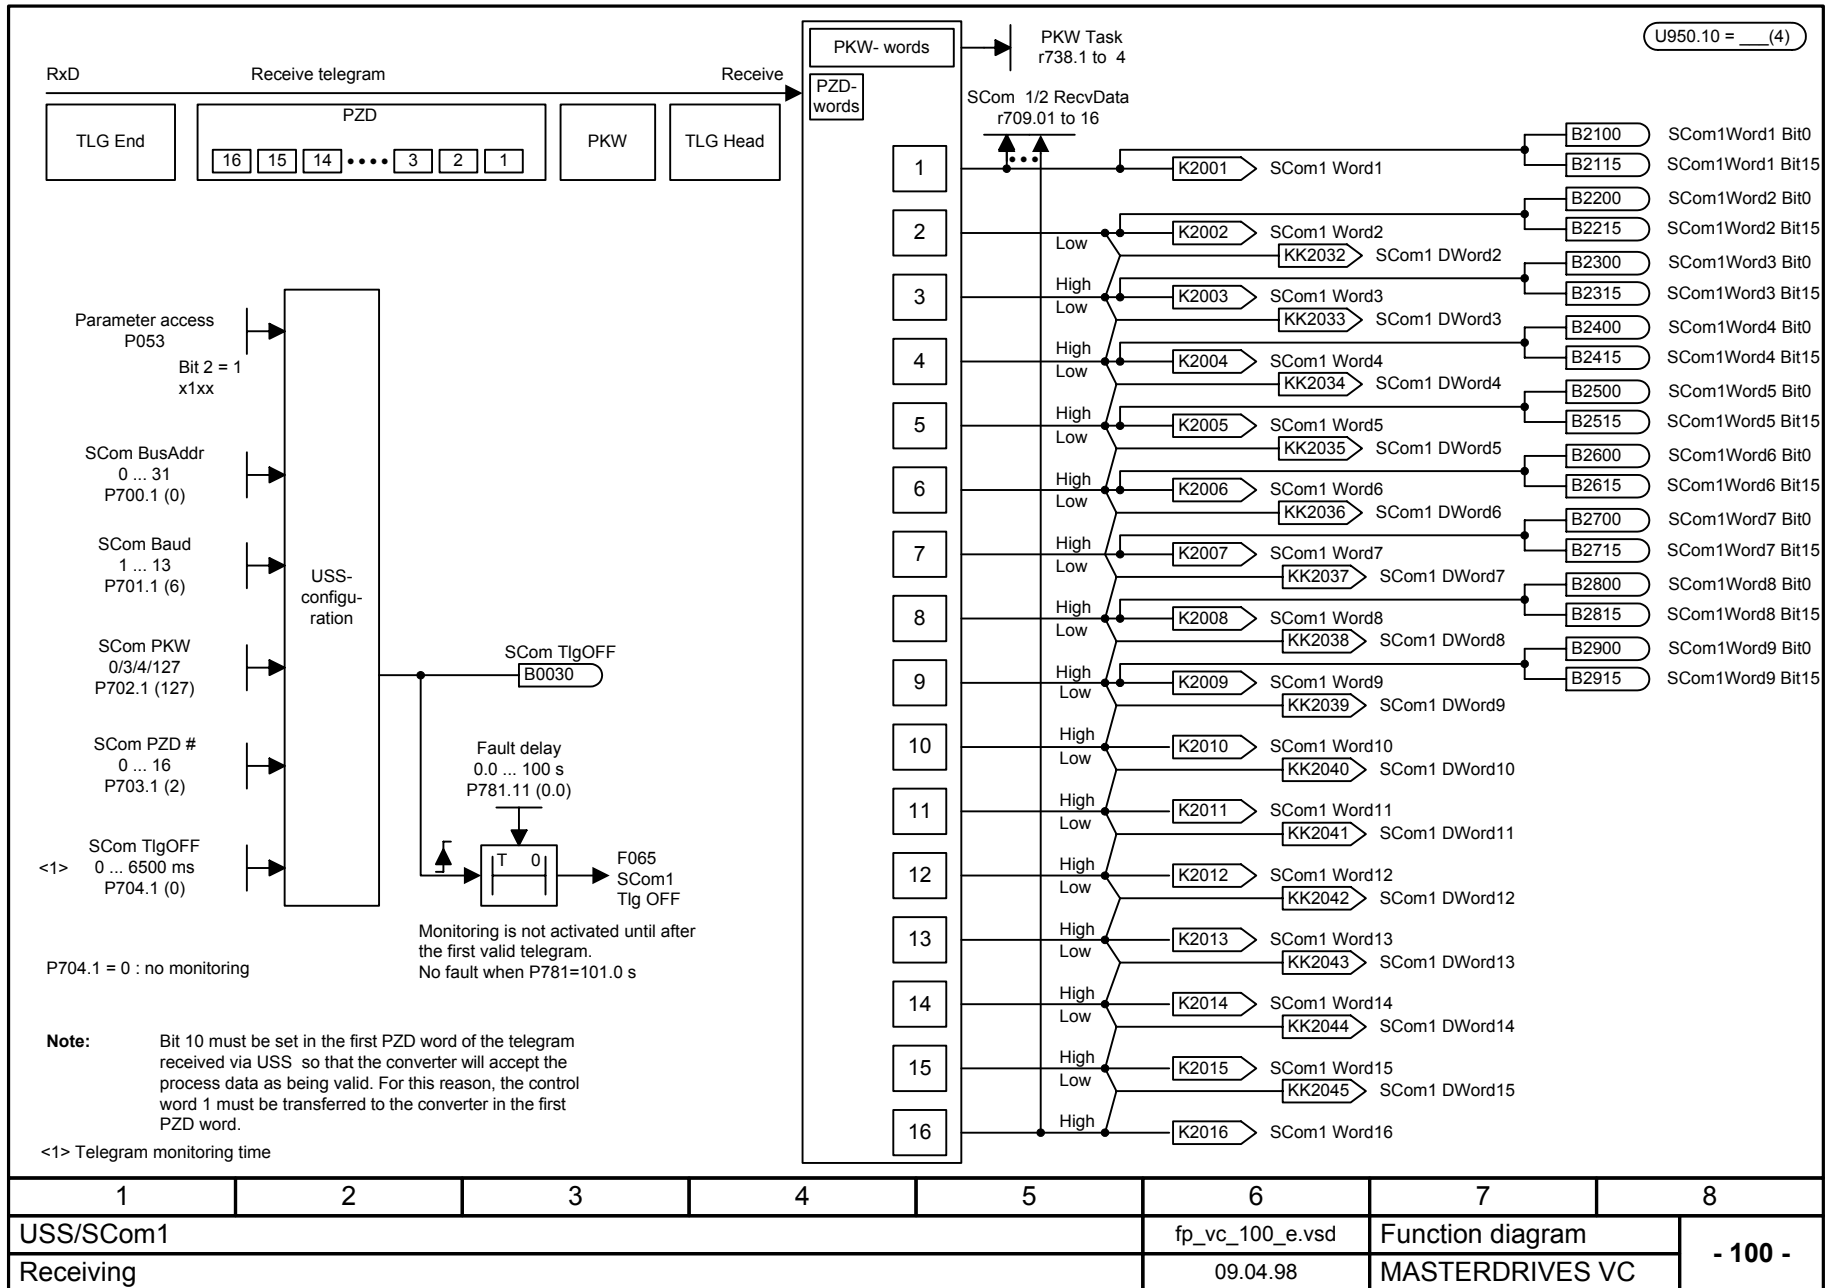 U950.10 = ___(4)
PKW- words
PKW Task
r738.1 to 4
RxD
Receive telegram
Receive
PZD-
words
SCom 1/2 RecvData
r709.01 to 16
TLG End
PZD
16 15 14 3 2 1
PKW
TLG Head
1
K2001
SCom1 Word1
B2100
SCom1Word1 Bit0
B2115
SCom1Word1 Bit15
2
Low
K2002
SCom1 Word2
KK2032
SCom1 DWord2
B2200
SCom1Word2 Bit0
B2215
SCom1Word2 Bit15
3
High
Low
K2003
SCom1 Word3
KK2033
SCom1 DWord3
B2300
SCom1Word3 Bit0
B2315
SCom1Word3 Bit15
4
High
Low
K2004
SCom1 Word4
KK2034
SCom1 DWord4
B2400
SCom1Word4 Bit0
B2415
SCom1Word4 Bit15
5
High
Low
K2005
SCom1 Word5
KK2035
SCom1 DWord5
B2500
SCom1Word5 Bit0
B2515
SCom1Word5 Bit15
6
High
Low
K2006
SCom1 Word6
KK2036
SCom1 DWord6
B2600
SCom1Word6 Bit0
B2615
SCom1Word6 Bit15
7
High
Low
K2007
SCom1 Word7
KK2037
SCom1 DWord7
B2700
SCom1Word7 Bit0
B2715
SCom1Word7 Bit15
8
High
Low
K2008
SCom1 Word8
KK2038
SCom1 DWord8
B2800
SCom1Word8 Bit0
B2815
SCom1Word8 Bit15
9
High
Low
K2009
SCom1 Word9
KK2039
SCom1 DWord9
B2900
SCom1Word9 Bit0
B2915
SCom1Word9 Bit15
10
High
Low
K2010
SCom1 Word10
KK2040
SCom1 DWord10
11
High
Low
K2011
SCom1 Word11
KK2041
SCom1 DWord11
12
High
Low
K2012
SCom1 Word12
KK2042
SCom1 DWord12
13
High
Low
K2013
SCom1 Word13
KK2043
SCom1 DWord13
14
High
Low
K2014
SCom1 Word14
KK2044
SCom1 DWord14
15
High
Low
K2015
SCom1 Word15
KK2045
SCom1 DWord15
16
High
K2016
SCom1 Word16
Parameter access
P053
Bit 2 = 1
x1xx
SCom BusAddr
0 ... 31
P700.1 (0)
SCom Baud
1 ... 13
P701.1 (6)
SCom PKW
0/3/4/127
P702.1 (127)
SCom PZD #
0 ... 16
P703.1 (2)
<1>
SCom TlgOFF
0 ... 6500 ms
P704.1 (0)
USS-
configu-
ration
SCom TlgOFF
B0030
Fault delay
0.0 ... 100 s
P781.11 (0.0)
T 0
F065
SCom1
Tlg OFF
Monitoring is not activated until after
the first valid telegram.
No fault when P781=101.0 s
P704.1 = 0 : no monitoring
Note:
Bit 10 must be set in the first PZD word of the telegram
received via USS so that the converter will accept the
process data as being valid. For this reason, the control
word 1 must be transferred to the converter in the first
PZD word.
<1> Telegram monitoring time
1 2 3 4 5 6 7 8
USS/SCom1
fp_vc_100_e.vsd
Function diagram
- 100 -
Receiving
09.04.98
MASTERDRIVES VC